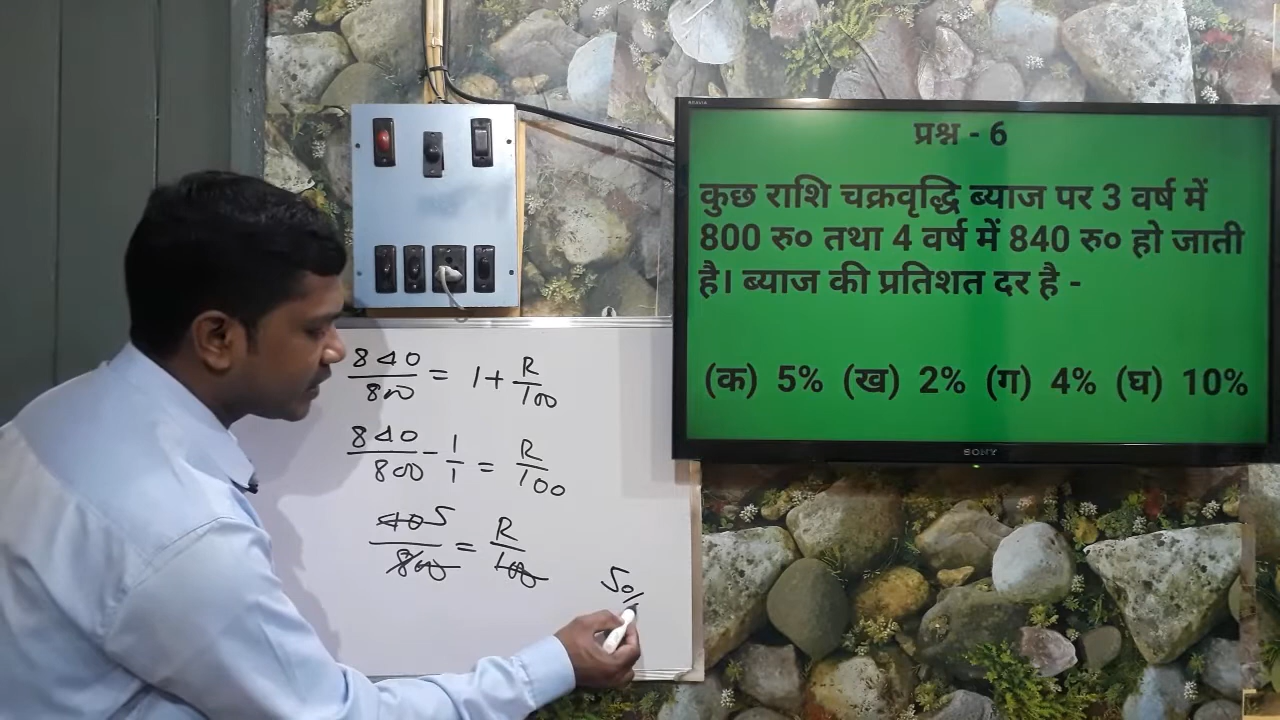 प्रश्न - 6
कुछ राशि चक्रवृद्धि ब्याज पर 3 वर्ष में
800 रु० तथा 4 वर्ष में 840 रु० हो जाती
है। ब्याज की प्रतिशत दर है -
(क) 5% (ख) 2% (ग) 4% (घ) 10%
SONY
840/800 = 1 + R/100
840/800 - 1/1 = R/100
40 5/800 = R/100
5%